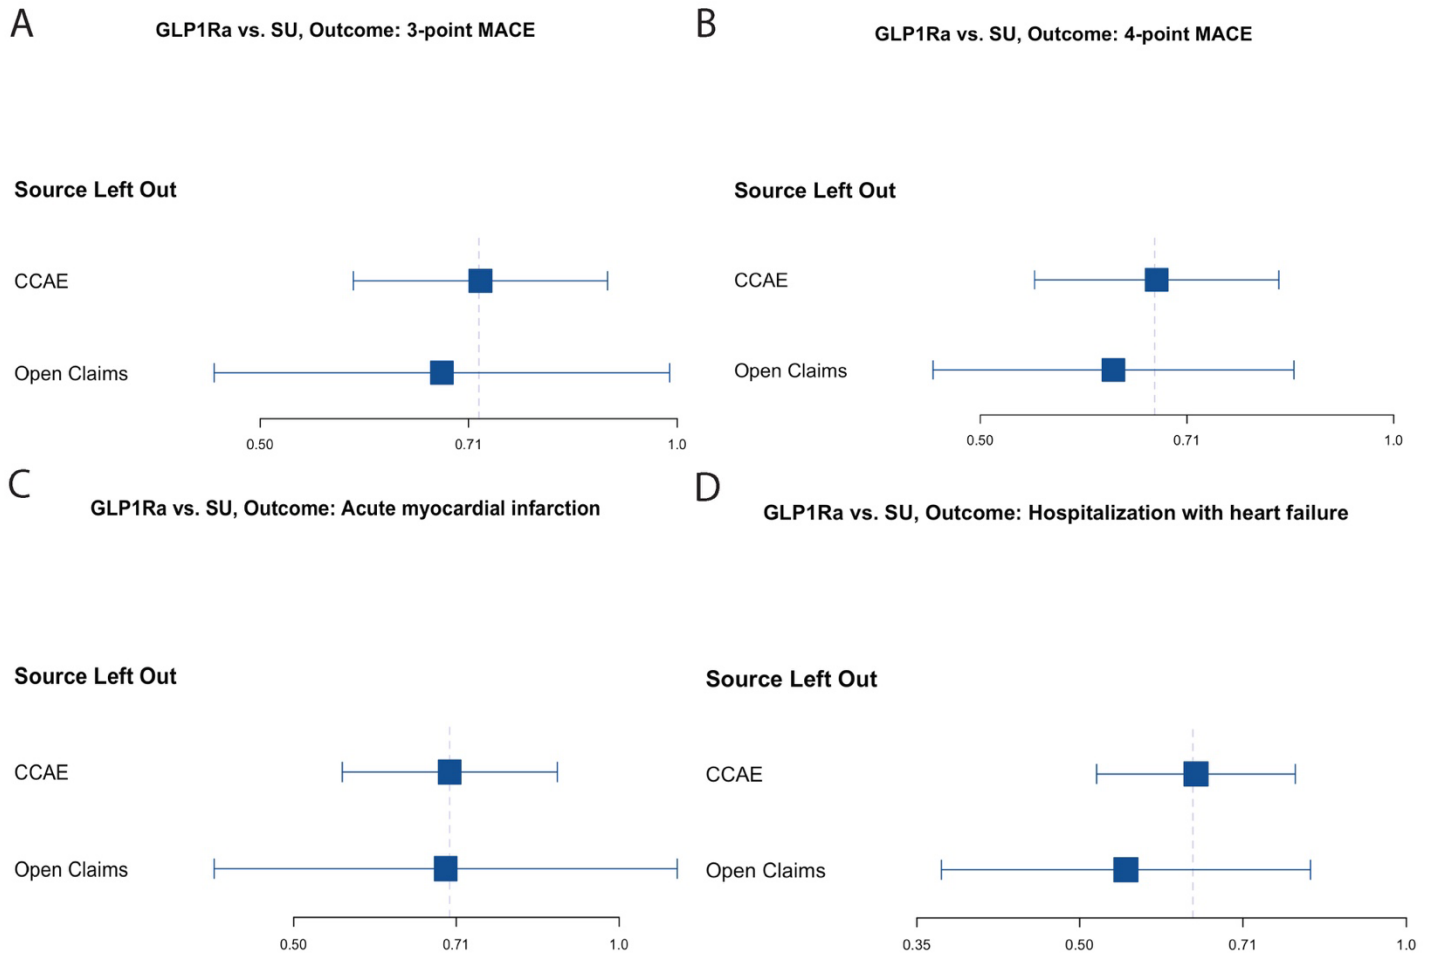 A
GLP1Ra vs. SU, Outcome: 3-point MACE
Source Left Out
CCAE
Open Claims
0.50 0.71 1.0
B
GLP1Ra vs. SU, Outcome: 4-point MACE
Source Left Out
CCAE
Open Claims
0.50 0.71 1.0
C
GLP1Ra vs. SU, Outcome: Acute myocardial infarction
Source Left Out
CCAE
Open Claims
0.50 0.71 1.0
D
GLP1Ra vs. SU, Outcome: Hospitalization with heart failure
Source Left Out
CCAE
Open Claims
0.35 0.50 0.71 1.0